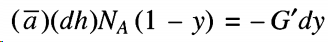 (a̅)(dh)N_A (1 − y) = − G′dy